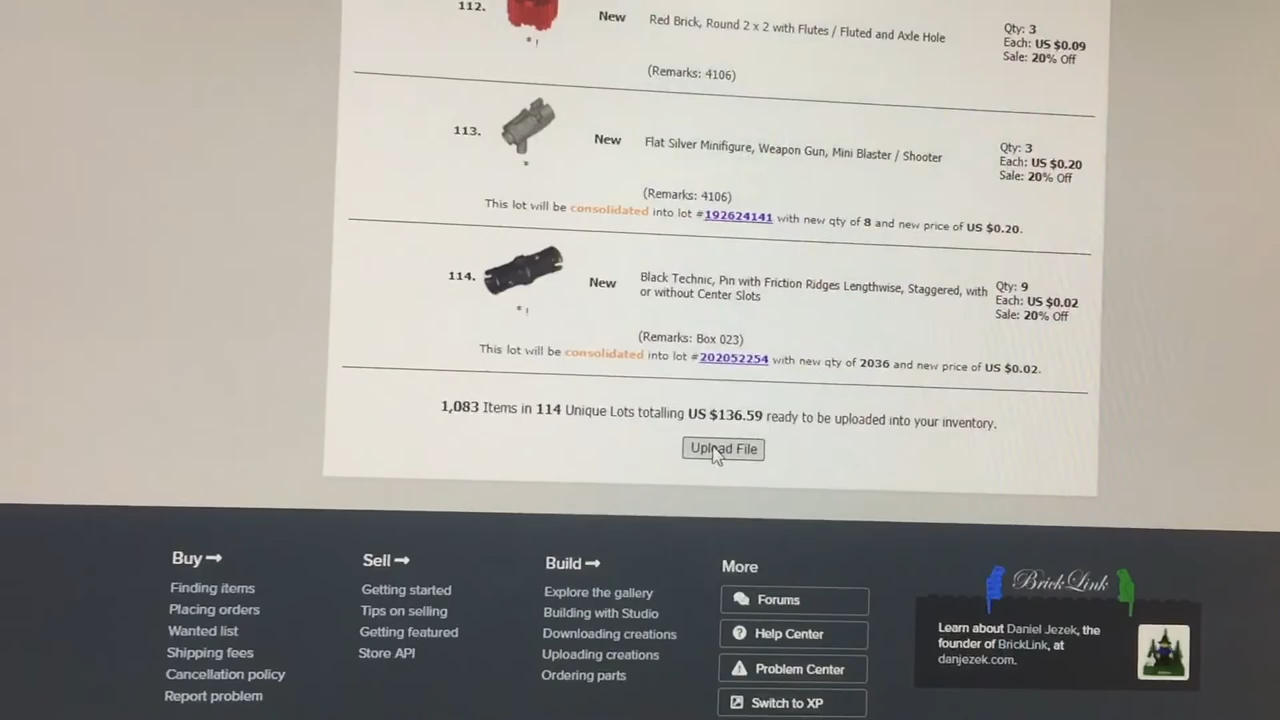 112.
New
Red Brick, Round 2 x 2 with Flutes / Fluted and Axle Hole
Qty: 3
Each: US $0.09
Sale: 20% Off
* !
(Remarks: 4106)
113.
New
Flat Silver Minifigure, Weapon Gun, Mini Blaster / Shooter
Qty: 3
Each: US $0.20
Sale: 20% Off
*
(Remarks: 4106)
This lot will be consolidated into lot #192624141 with new qty of 8 and new price of US $0.20.
114.
New
Black Technic, Pin with Friction Ridges Lengthwise, Staggered, with
or without Center Slots
Qty: 9
Each: US $0.02
Sale: 20% Off
* !
(Remarks: Box 023)
This lot will be consolidated into lot #202052254 with new qty of 2036 and new price of US $0.02.
1,083 Items in 114 Unique Lots totalling US $136.59 ready to be uploaded into your inventory.
Upload File
Buy
Finding items
Placing orders
Wanted list
Shipping fees
Cancellation policy
Report problem
Sell
Getting started
Tips on selling
Getting featured
Store API
Build
Explore the gallery
Building with Studio
Downloading creations
Uploading creations
Ordering parts
More
Forums
Help Center
Problem Center
Switch to XP
BrickLink
Learn about Daniel Jezek, the
founder of BrickLink, at
danjezek.com.